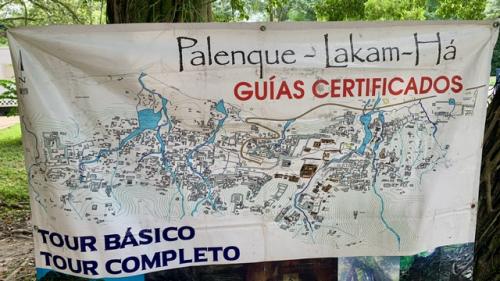 Palenque - Lakam-Há
GUÍAS CERTIFICADOS
TOUR BÁSICO
TOUR COMPLETO